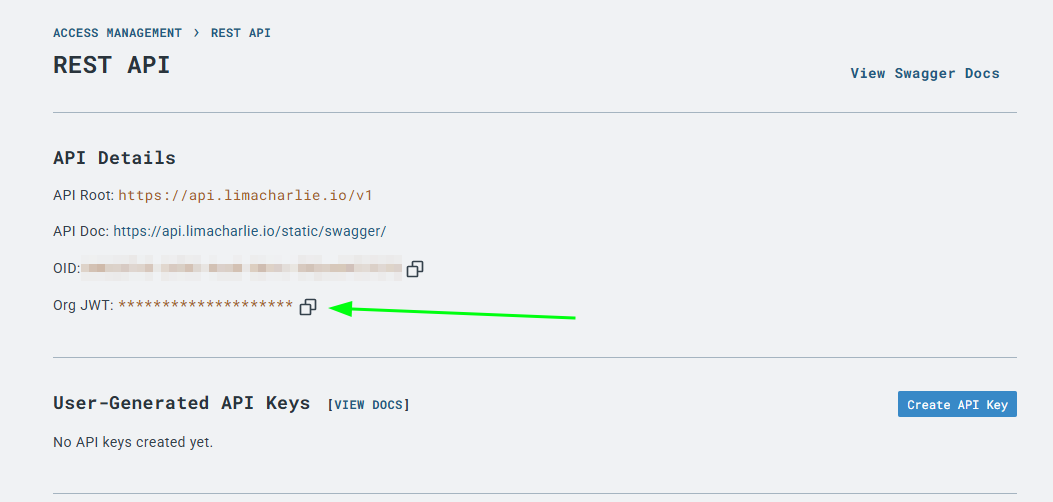 ACCESS MANAGEMENT > REST API
REST API
View Swagger Docs
API Details
API Root: https://api.limacharlie.io/v1
API Doc: https://api.limacharlie.io/static/swagger/
OID:
Org JWT: ********************
User-Generated API Keys [VIEW DOCS]
Create API Key
No API keys created yet.